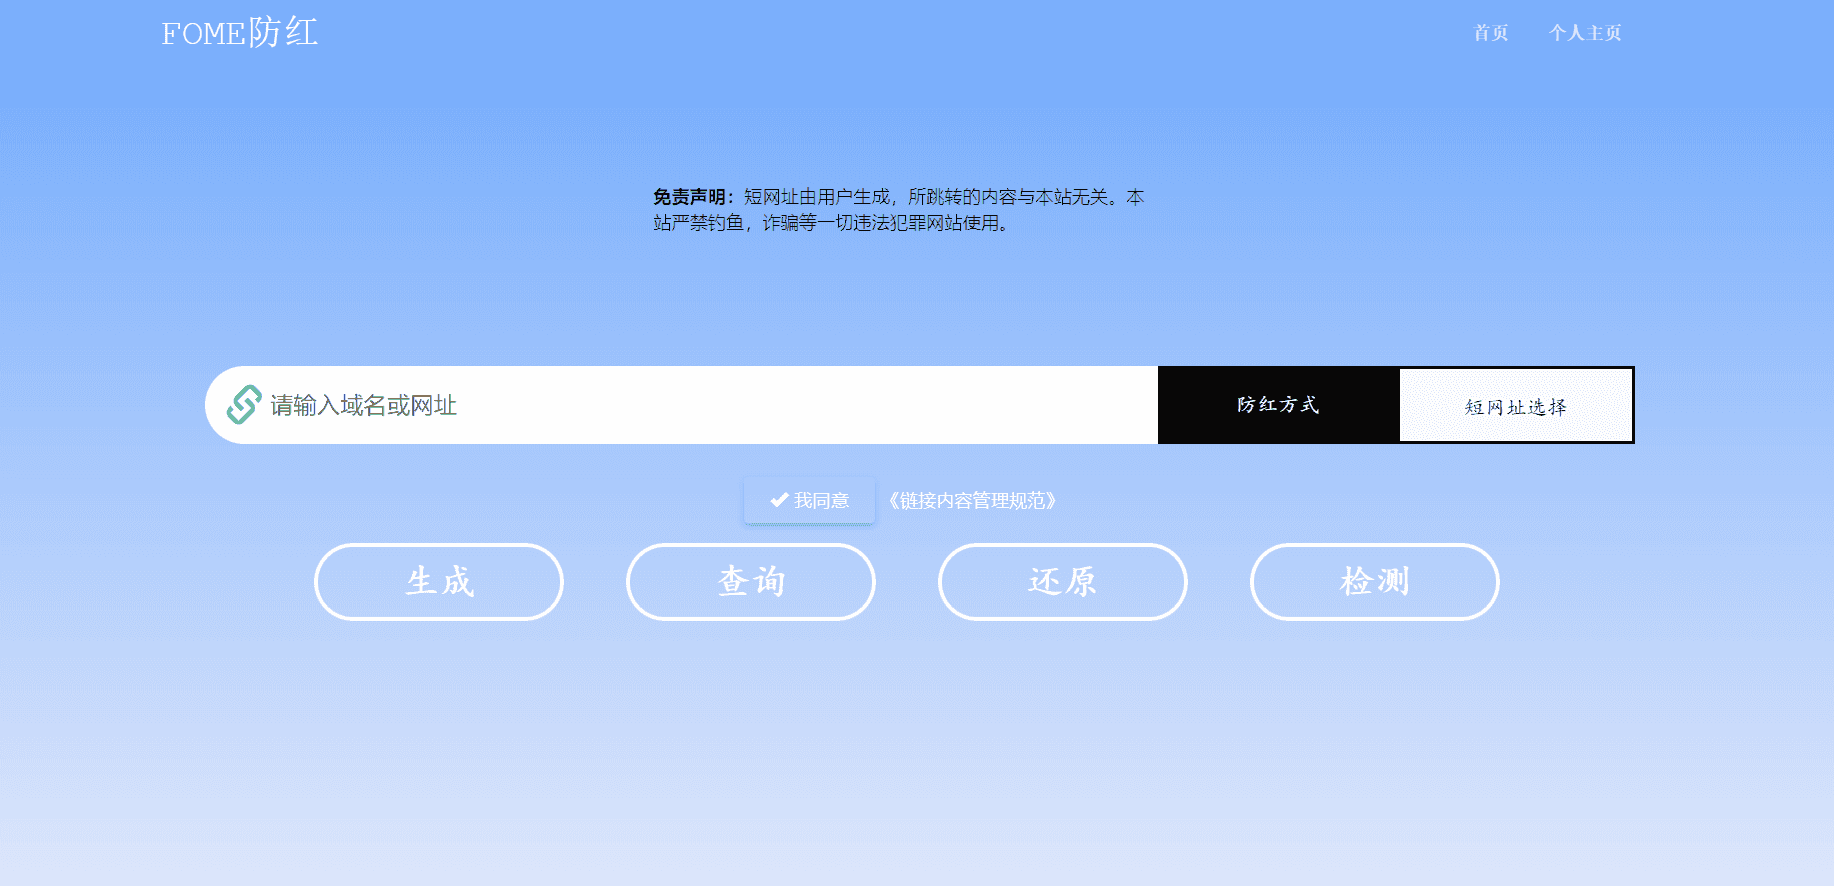 FOME防红
首页
个人主页
免责声明：短网址由用户生成，所跳转的内容与本站无关。本
站严禁钓鱼，诈骗等一切违法犯罪网站使用。
请输入域名或网址
防红方式
短网址选择
我同意
《链接内容管理规范》
生成
查询
还原
检测